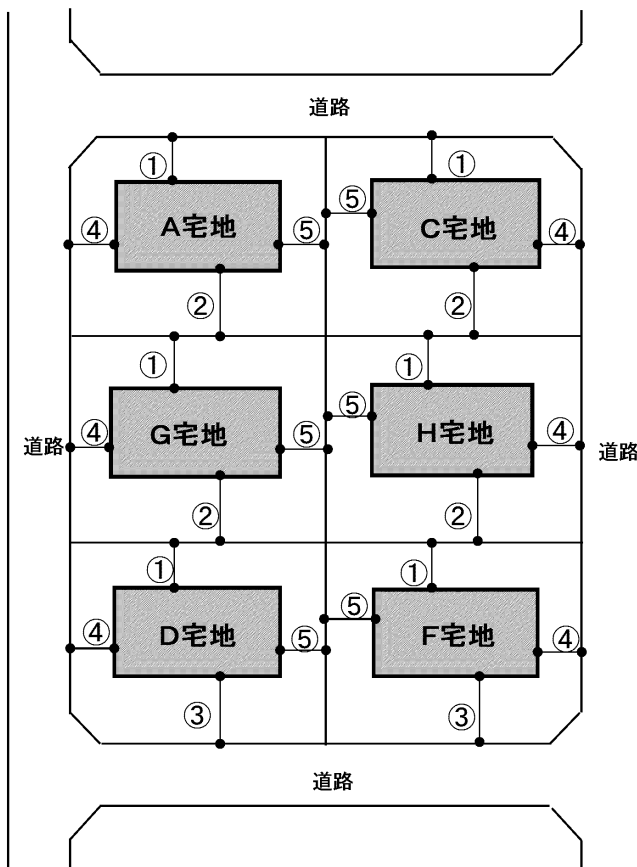 道路
① ①
④ A宅地 ⑤ ⑤ C宅地 ④
② ②
① ①
道路 ④ G宅地 ⑤ ⑤ H宅地 ④ 道路
② ②
① ①
④ D宅地 ⑤ ⑤ F宅地 ④
③ ③
道路